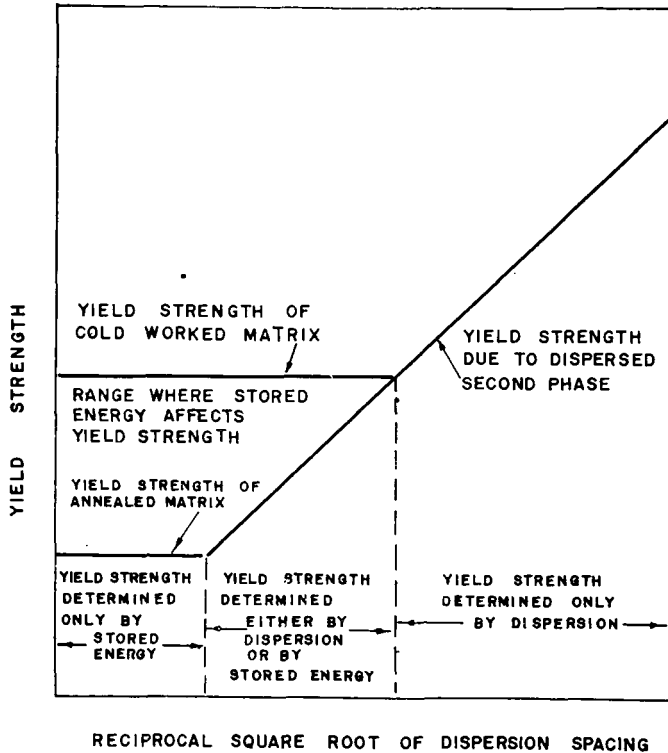 YIELD STRENGTH
YIELD STRENGTH OF
COLD WORKED MATRIX
YIELD STRENGTH
DUE TO DISPERSED
SECOND PHASE
RANGE WHERE STORED
ENERGY AFFECTS
YIELD STRENGTH
YIELD STRENGTH OF
ANNEALED MATRIX
YIELD STRENGTH
DETERMINED
ONLY BY
STORED
ENERGY
YIELD STRENGTH
DETERMINED
EITHER BY
DISPERSION
OR BY
STORED ENERGY
YIELD STRENGTH
DETERMINED ONLY
BY DISPERSION
RECIPROCAL SQUARE ROOT OF DISPERSION SPACING